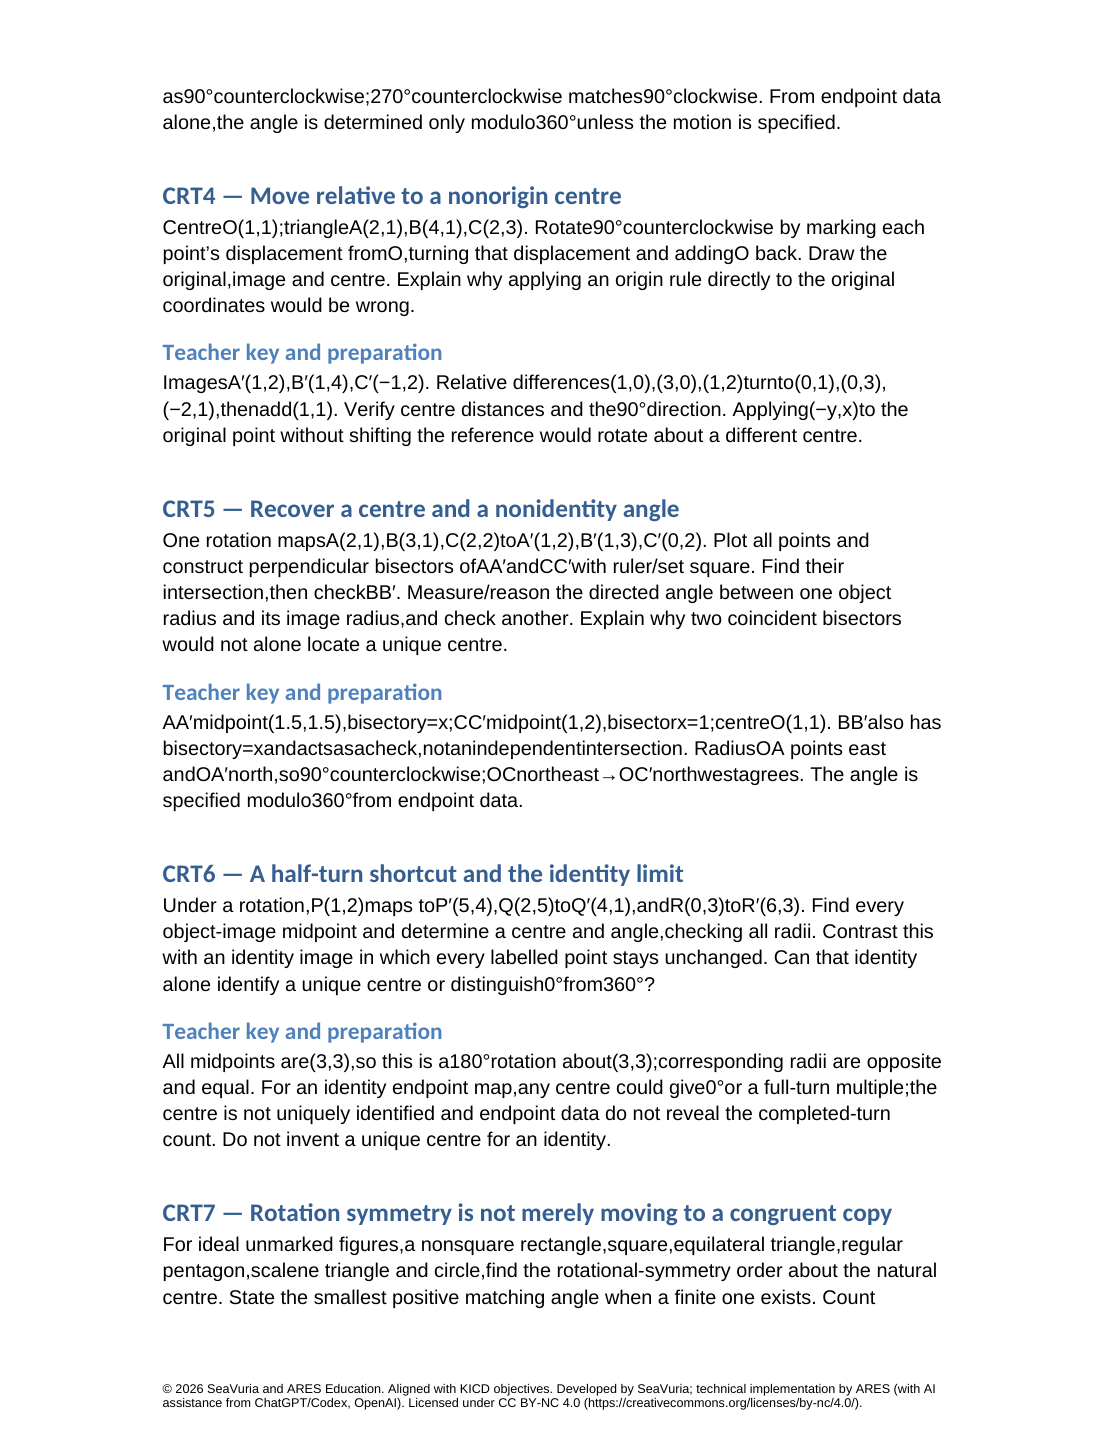 as90°counterclockwise;270°counterclockwise matches90°clockwise. From endpoint data
alone,the angle is determined only modulo360°unless the motion is specified.
CRT4 — Move relative to a nonorigin centre
CentreO(1,1);triangleA(2,1),B(4,1),C(2,3). Rotate90°counterclockwise by marking each
point’s displacement fromO,turning that displacement and addingO back. Draw the
original,image and centre. Explain why applying an origin rule directly to the original
coordinates would be wrong.
Teacher key and preparation
ImagesA′(1,2),B′(1,4),C′(−1,2). Relative differences(1,0),(3,0),(1,2)turnto(0,1),(0,3),
(−2,1),thenadd(1,1). Verify centre distances and the90°direction. Applying(−y,x)to the
original point without shifting the reference would rotate about a different centre.
CRT5 — Recover a centre and a nonidentity angle
One rotation mapsA(2,1),B(3,1),C(2,2)toA′(1,2),B′(1,3),C′(0,2). Plot all points and
construct perpendicular bisectors ofAA′andCC′with ruler/set square. Find their
intersection,then checkBB′. Measure/reason the directed angle between one object
radius and its image radius,and check another. Explain why two coincident bisectors
would not alone locate a unique centre.
Teacher key and preparation
AA′midpoint(1.5,1.5),bisectory=x;CC′midpoint(1,2),bisectorx=1;centreO(1,1). BB′also has
bisectory=xandactsasacheck,notanindependentintersection. RadiusOA points east
andOA′north,so90°counterclockwise;OCnortheast→OC′northwestagrees. The angle is
specified modulo360°from endpoint data.
CRT6 — A half-turn shortcut and the identity limit
Under a rotation,P(1,2)maps toP′(5,4),Q(2,5)toQ′(4,1),andR(0,3)toR′(6,3). Find every
object-image midpoint and determine a centre and angle,checking all radii. Contrast this
with an identity image in which every labelled point stays unchanged. Can that identity
alone identify a unique centre or distinguish0°from360°?
Teacher key and preparation
All midpoints are(3,3),so this is a180°rotation about(3,3);corresponding radii are opposite
and equal. For an identity endpoint map,any centre could give0°or a full-turn multiple;the
centre is not uniquely identified and endpoint data do not reveal the completed-turn
count. Do not invent a unique centre for an identity.
CRT7 — Rotation symmetry is not merely moving to a congruent copy
For ideal unmarked figures,a nonsquare rectangle,square,equilateral triangle,regular
pentagon,scalene triangle and circle,find the rotational-symmetry order about the natural
centre. State the smallest positive matching angle when a finite one exists. Count
© 2026 SeaVuria and ARES Education. Aligned with KICD objectives. Developed by SeaVuria; technical implementation by ARES (with AI
assistance from ChatGPT/Codex, OpenAI). Licensed under CC BY-NC 4.0 (https://creativecommons.org/licenses/by-nc/4.0/).